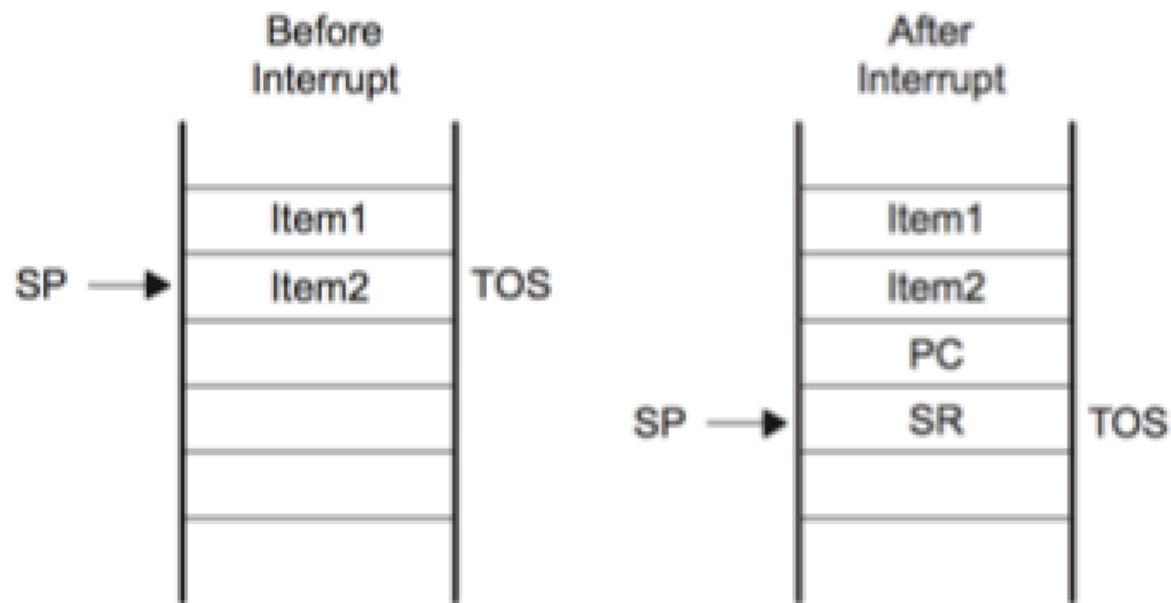 Before
Interrupt
Item1
SP
Item2
TOS
After
Interrupt
Item1
Item2
PC
SP
SR
TOS